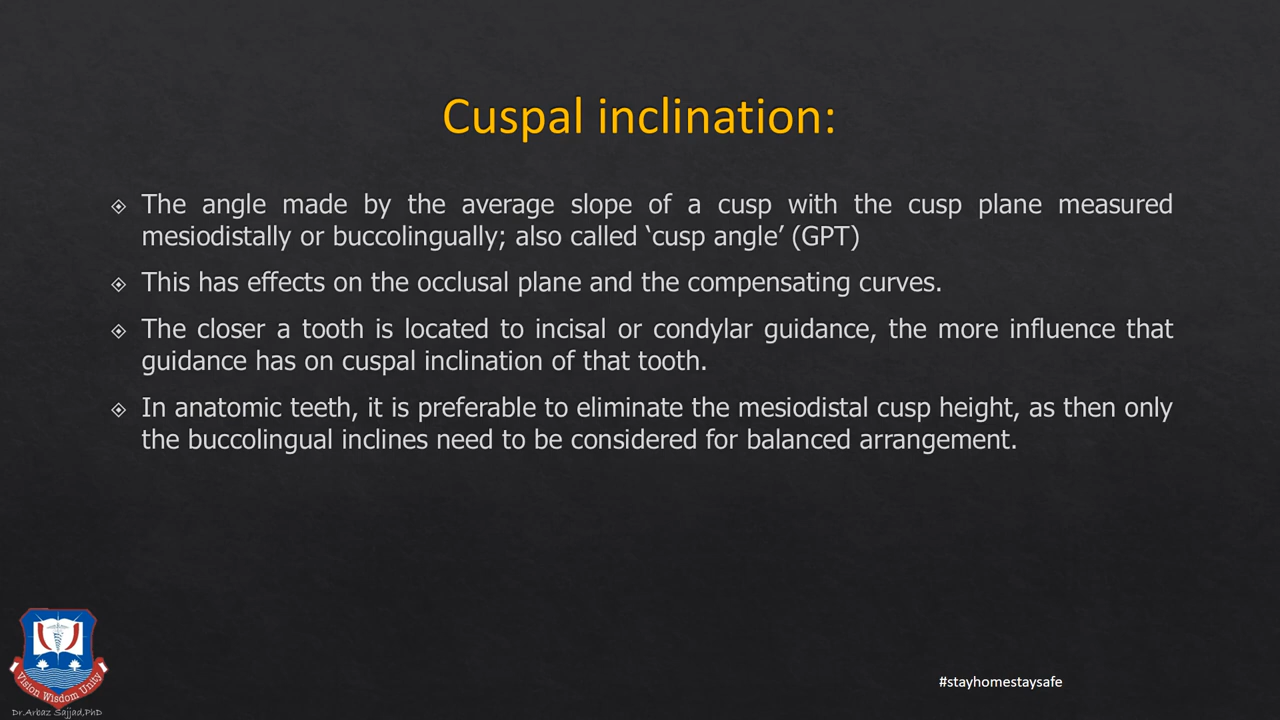 Cuspal inclination:
The angle made by the average slope of a cusp with the cusp plane measured
mesiodistally or buccolingually; also called ‘cusp angle’ (GPT)
This has effects on the occlusal plane and the compensating curves.
The closer a tooth is located to incisal or condylar guidance, the more influence that
guidance has on cuspal inclination of that tooth.
In anatomic teeth, it is preferable to eliminate the mesiodistal cusp height, as then only
the buccolingual inclines need to be considered for balanced arrangement.
Vision Wisdom Unity
#stayhomestaysafe
Dr.Arbaz Sajjad,PhD